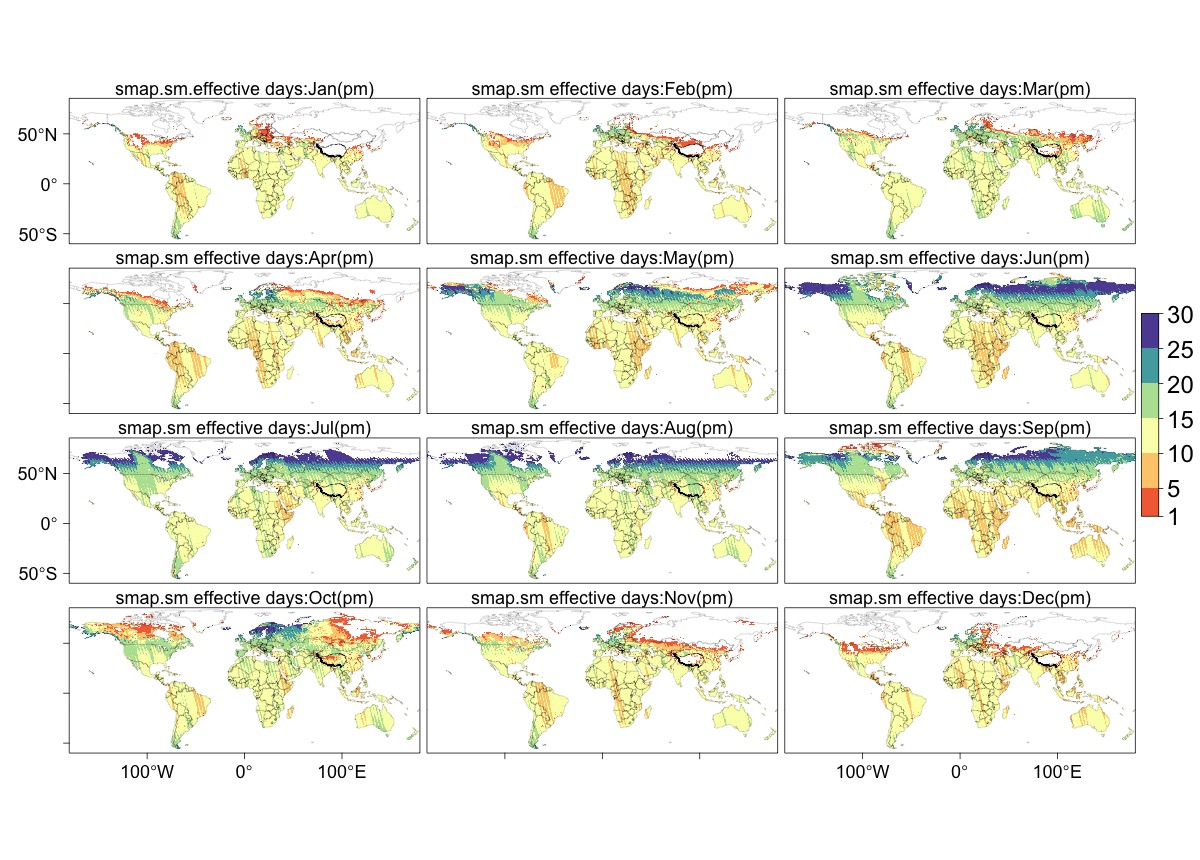 smap.sm.effective days:Jan(pm)
smap.sm effective days:Feb(pm)
smap.sm effective days:Mar(pm)
50°N
0°
50°S
smap.sm effective days:Apr(pm)
smap.sm effective days:May(pm)
smap.sm effective days:Jun(pm)
30
25
20
15
10
5
1
smap.sm effective days:Jul(pm)
smap.sm effective days:Aug(pm)
smap.sm effective days:Sep(pm)
50°N
0°
50°S
smap.sm effective days:Oct(pm)
smap.sm effective days:Nov(pm)
smap.sm effective days:Dec(pm)
100°W
0°
100°E
100°W
0°
100°E